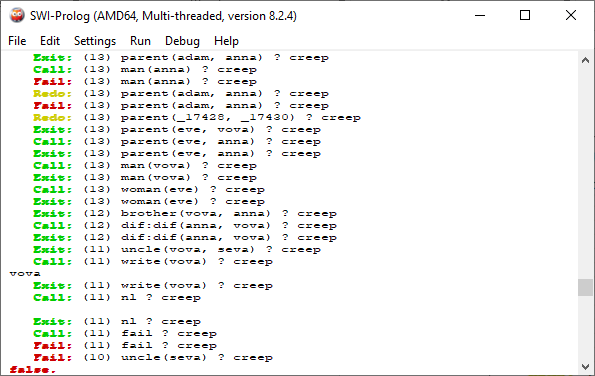 SWI-Prolog (AMD64, Multi-threaded, version 8.2.4)
File Edit Settings Run Debug Help
Exit: (13) parent(adam, anna) ? creep
Call: (13) man(anna) ? creep
Fail: (13) man(anna) ? creep
Redo: (13) parent(adam, anna) ? creep
Fail: (13) parent(adam, anna) ? creep
Redo: (13) parent(_17428, _17430) ? creep
Exit: (13) parent(eve, vova) ? creep
Call: (13) parent(eve, anna) ? creep
Exit: (13) parent(eve, anna) ? creep
Call: (13) man(vova) ? creep
Exit: (13) man(vova) ? creep
Call: (13) woman(eve) ? creep
Exit: (13) woman(eve) ? creep
Exit: (12) brother(vova, anna) ? creep
Call: (12) dif:dif(anna, vova) ? creep
Exit: (12) dif:dif(anna, vova) ? creep
Exit: (11) uncle(vova, seva) ? creep
Call: (11) write(vova) ? creep
vova
Exit: (11) write(vova) ? creep
Call: (11) nl ? creep
Exit: (11) nl ? creep
Call: (11) fail ? creep
Fail: (11) fail ? creep
Fail: (10) uncle(seva) ? creep
false.